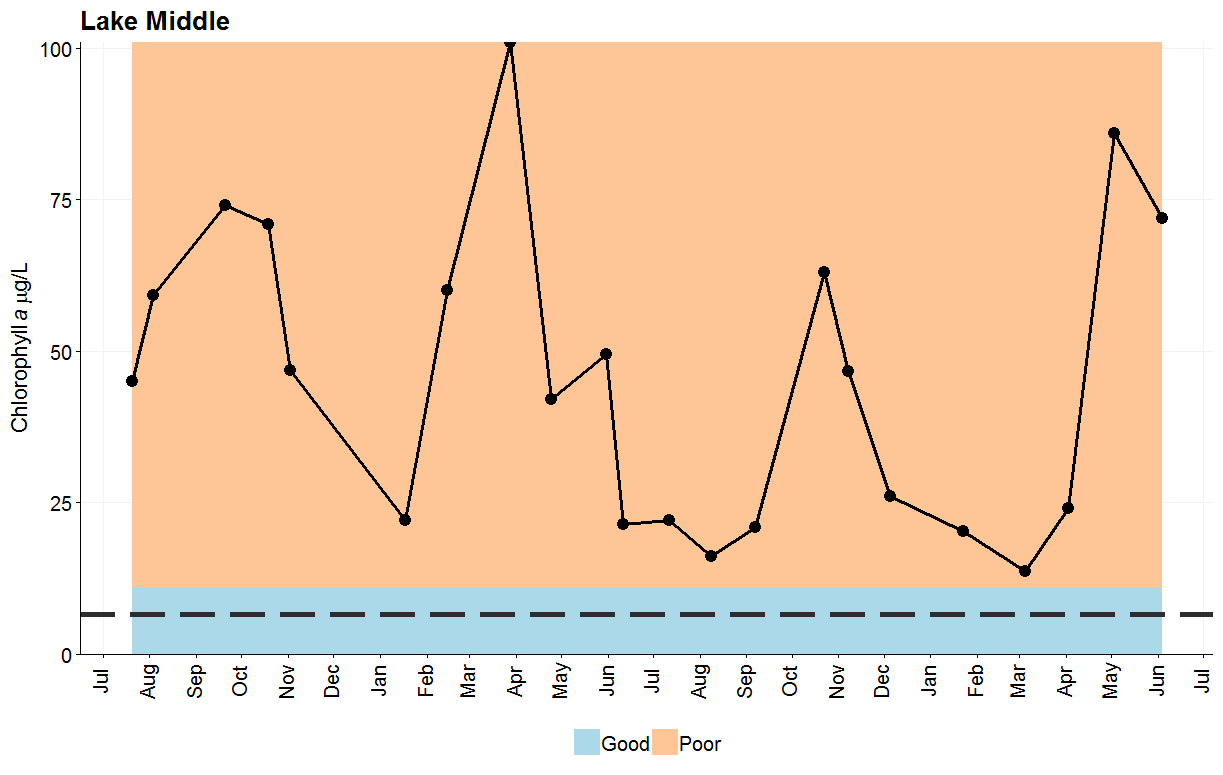 Lake Middle
100
75
50
25
0
Chlorophyll a μg/L
Jul Aug Sep Oct Nov Dec Jan Feb Mar Apr May Jun Jul Aug Sep Oct Nov Dec Jan Feb Mar Apr May Jun Jul
Good Poor